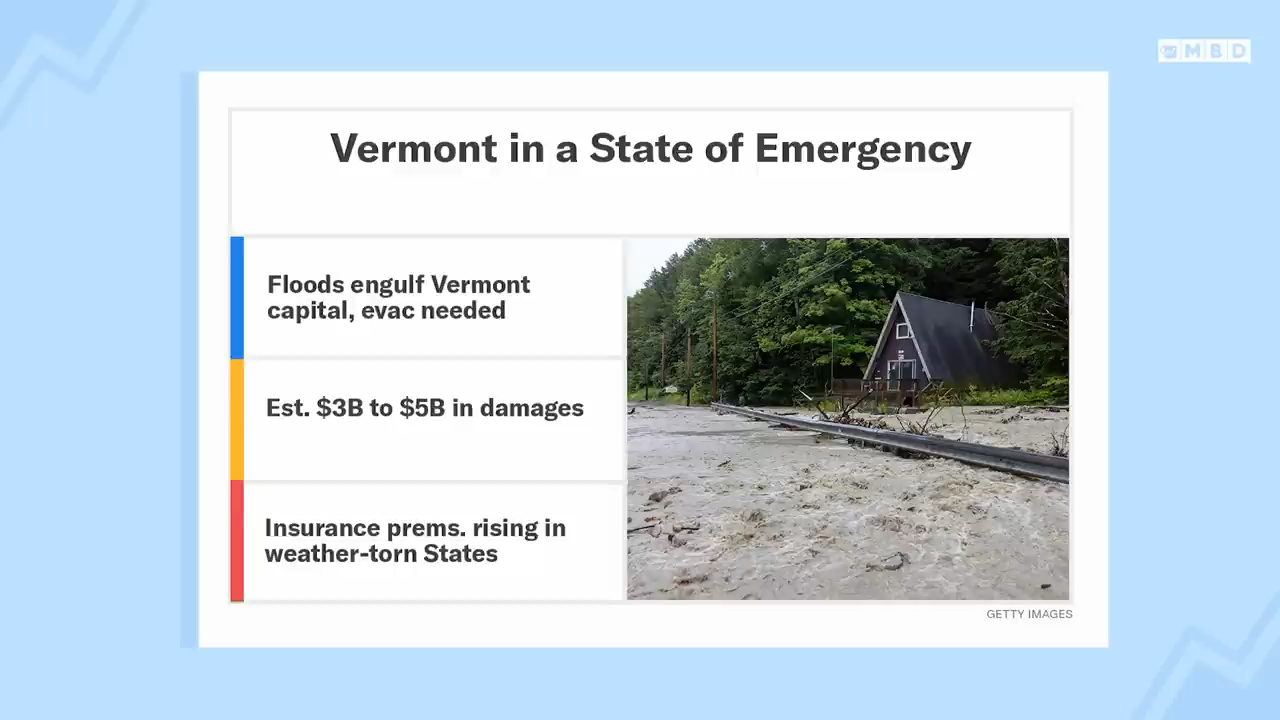 MBD
Vermont in a State of Emergency
Floods engulf Vermont
capital, evac needed
Est. $3B to $5B in damages
Insurance prems. rising in
weather-torn States
GETTY IMAGES